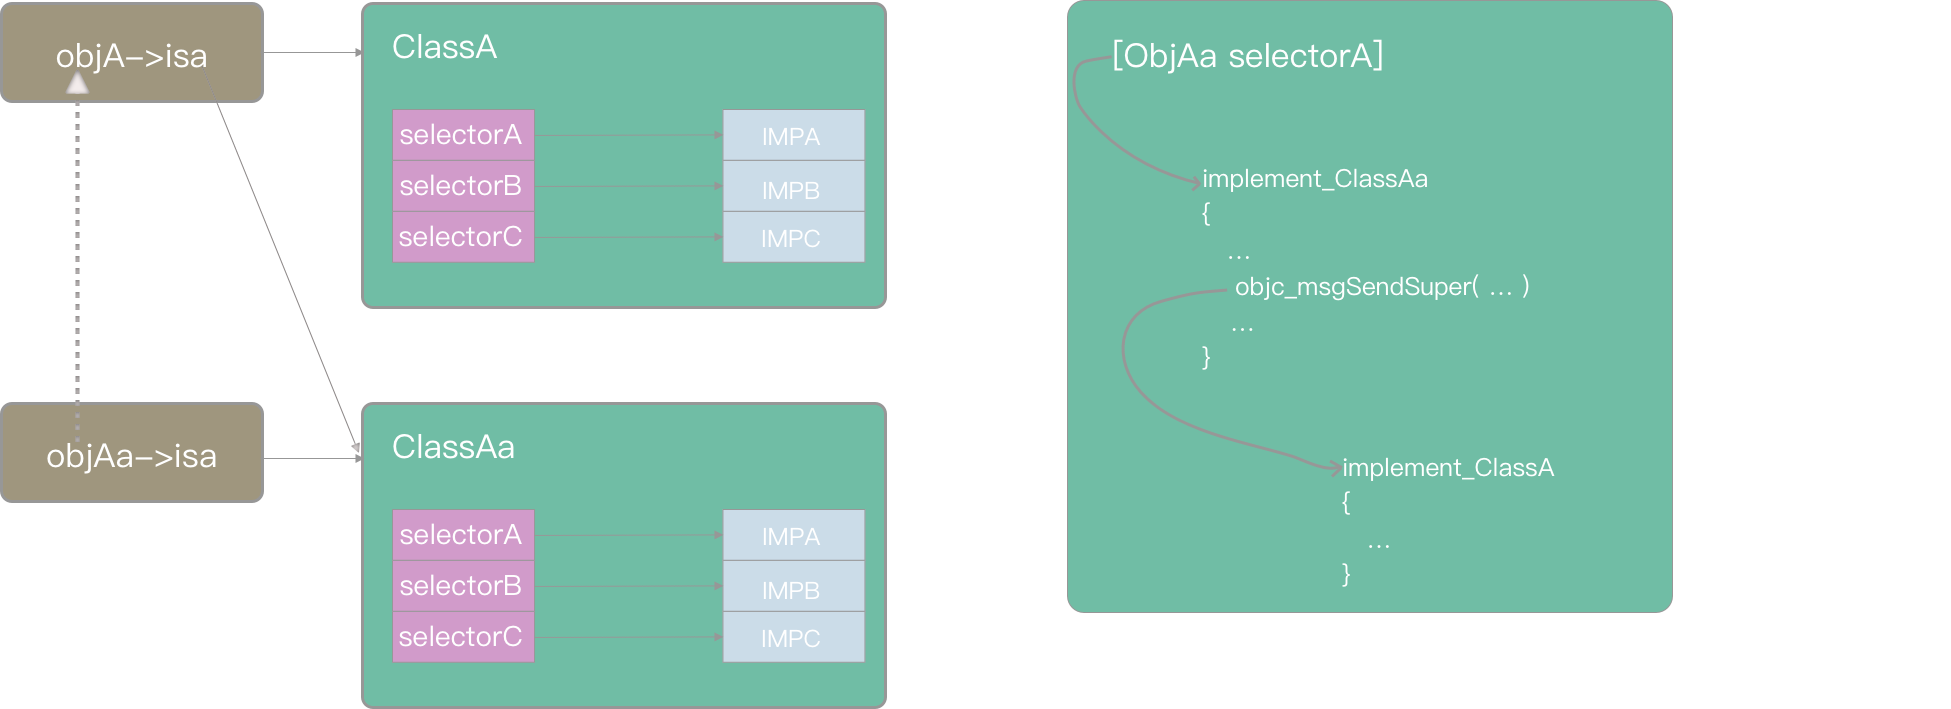 objA->isa
ClassA
selectorA
IMPA
selectorB
IMPB
selectorC
IMPC
objAa->isa
ClassAa
selectorA
IMPA
selectorB
IMPB
selectorC
IMPC
[ObjAa selectorA]
implement_ClassAa
{
...
objc_msgSendSuper( ... )
...
}
implement_ClassA
{
...
}